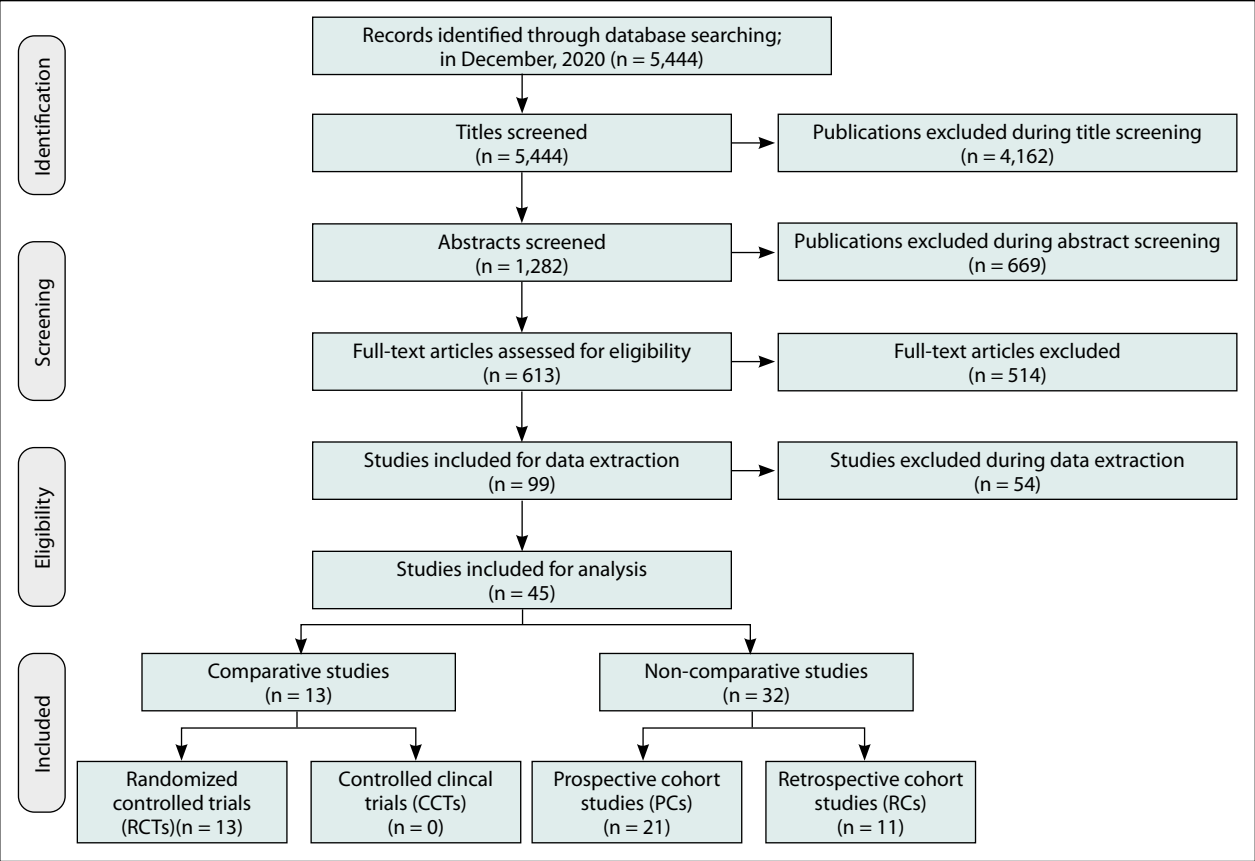 Identification
Records identified through database searching;
in December, 2020 (n = 5,444)
Titles screened
(n = 5,444)
Publications excluded during title screening
(n = 4,162)
Screening
Abstracts screened
(n = 1,282)
Publications excluded during abstract screening
(n = 669)
Full-text articles assessed for eligibility
(n = 613)
Full-text articles excluded
(n = 514)
Eligibility
Studies included for data extraction
(n = 99)
Studies excluded during data extraction
(n = 54)
Studies included for analysis
(n = 45)
Included
Comparative studies
(n = 13)
Non-comparative studies
(n = 32)
Randomized
controlled trials
(RCTs)(n = 13)
Controlled clincal
trials (CCTs)
(n = 0)
Prospective cohort
studies (PCs)
(n = 21)
Retrospective cohort
studies (RCs)
(n = 11)